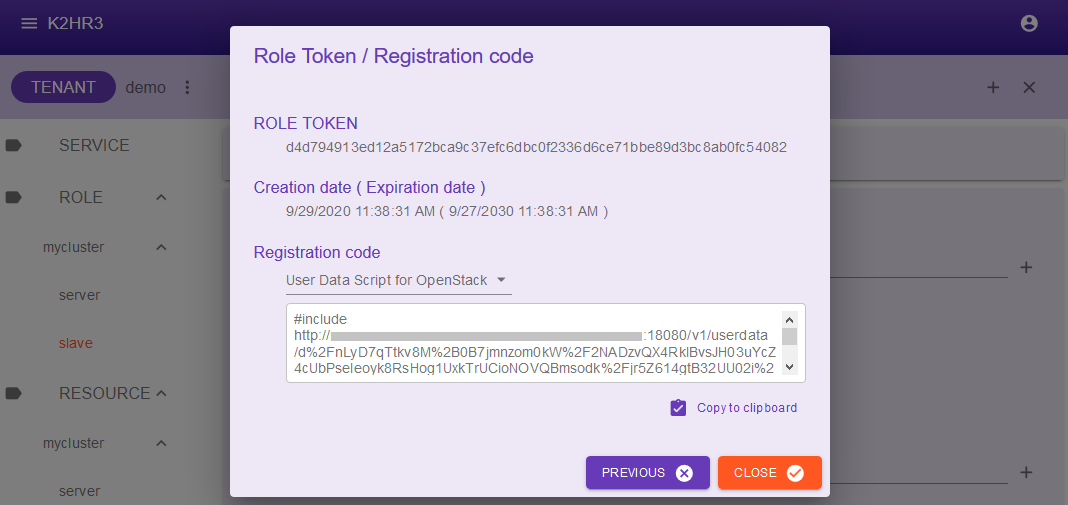 K2HR3
TENANT demo
SERVICE
ROLE
mycluster
server
slave
RESOURCE
mycluster
server
Role Token / Registration code
ROLE TOKEN
d4d794913ed12a5172bca9c37efc6dbc0f2336d6ce71bbe89d3bc8ab0fc54082
Creation date ( Expiration date )
9/29/2020 11:38:31 AM ( 9/27/2030 11:38:31 AM )
Registration code
User Data Script for OpenStack
#include
http:// :18080/v1/userdata
/d%2FnLyD7qTtkv8M%2B0B7jmnzom0kW%2F2NADzvQX4RklBvsJH03uYcZ
4cUbPseIeoyk8RsHog1UxkTrUCioNOVQBmsodk%2Fjr5Z614gtB32UU02i%2
Copy to clipboard
PREVIOUS
CLOSE